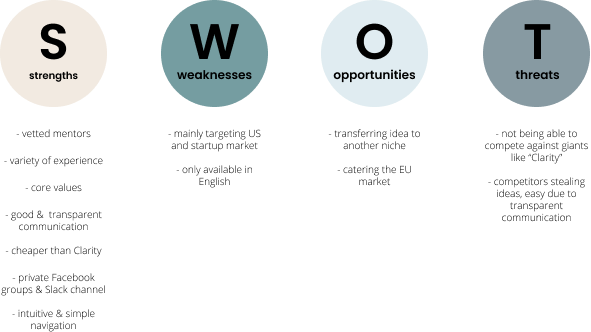 S
strengths
- vetted mentors
- variety of experience
- core values
- good & transparent
communication
- cheaper than Clarity
- private Facebook
groups & Slack channel
- intuitive & simple
navigation
W
weaknesses
- mainly targeting US
and startup market
- only available in
English
O
opportunities
- transferring idea to
another niche
- catering the EU
market
T
threats
- not being able to
compete against giants
like “Clarity”
- competitors stealing
ideas, easy due to
transparent
communication